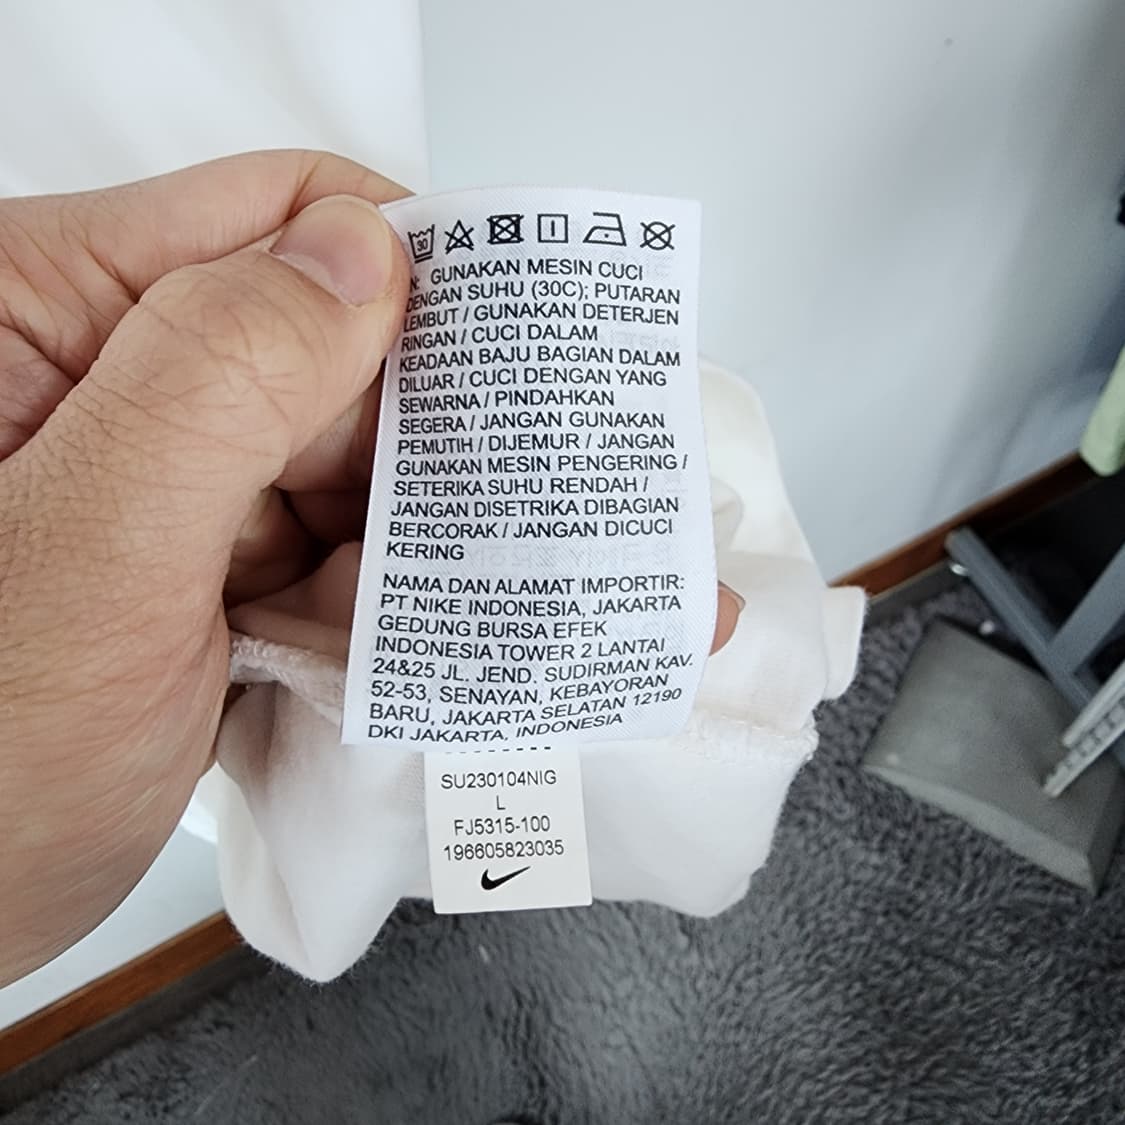 30
N: GUNAKAN MESIN CUCI
DENGAN SUHU (30C); PUTARAN
LEMBUT / GUNAKAN DETERJEN
RINGAN / CUCI DALAM
KEADAAN BAJU BAGIAN DALAM
DILUAR / CUCI DENGAN YANG
SEWARNA / PINDAHKAN
SEGERA / JANGAN GUNAKAN
PEMUTIH / DIJEMUR / JANGAN
GUNAKAN MESIN PENGERING /
SETERIKA SUHU RENDAH /
JANGAN DISETRIKA DIBAGIAN
BERCORAK / JANGAN DICUCI
KERING
NAMA DAN ALAMAT IMPORTIR:
PT NIKE INDONESIA, JAKARTA
GEDUNG BURSA EFEK
INDONESIA TOWER 2 LANTAI
24&25 JL. JEND. SUDIRMAN KAV.
52-53, SENAYAN, KEBAYORAN
BARU, JAKARTA SELATAN 12190
DKI JAKARTA, INDONESIA
SU230104NIG
L
FJ5315-100
196605823035